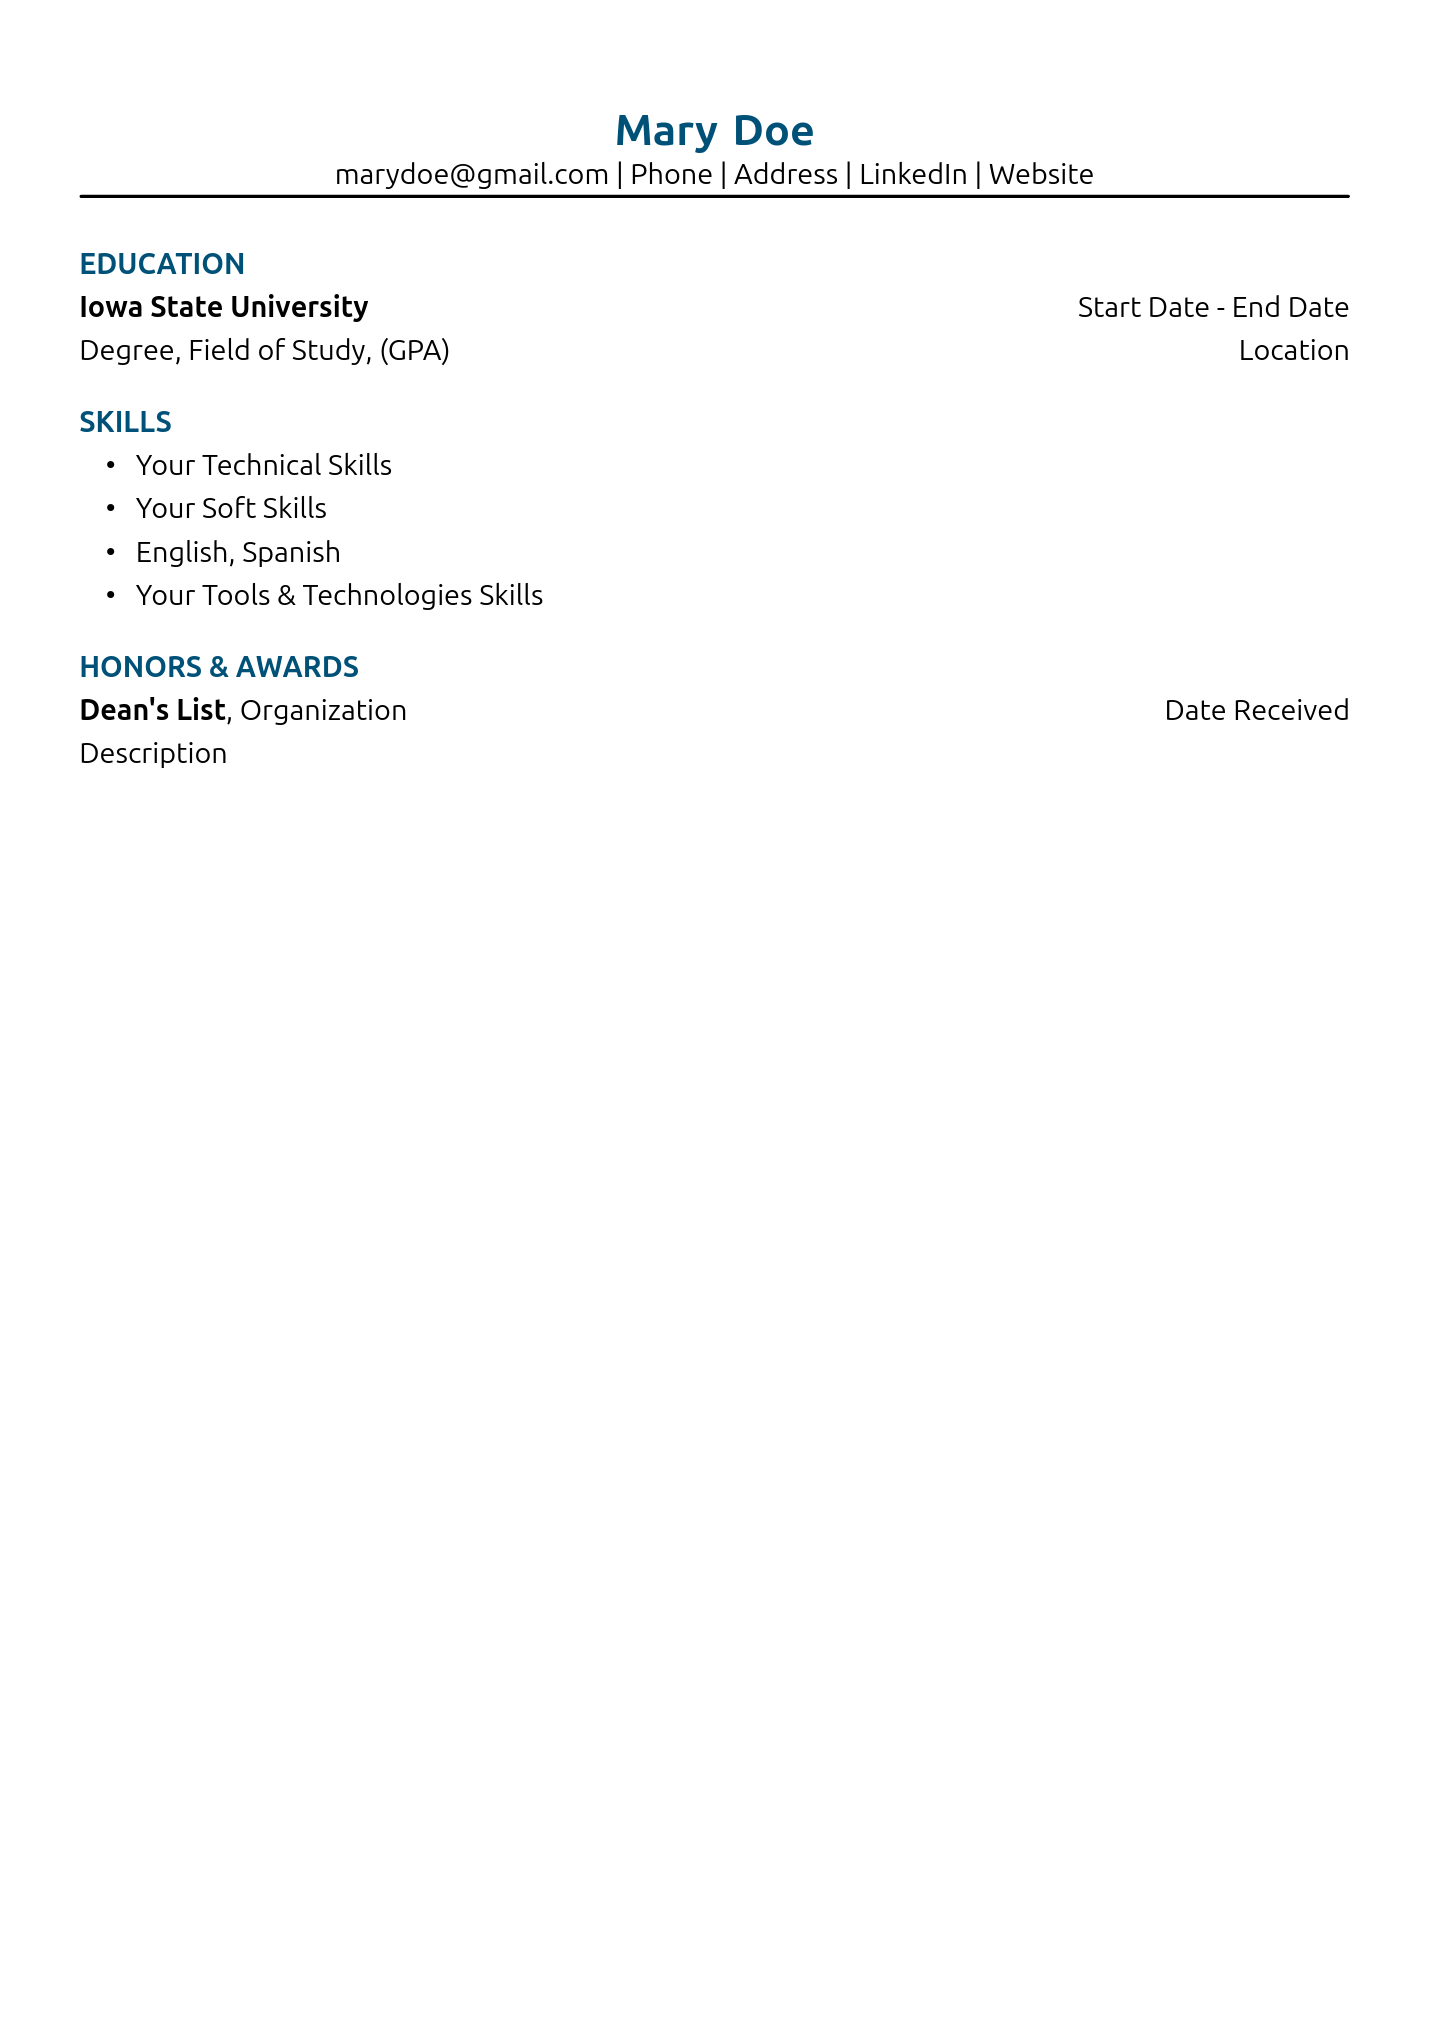 Mary Doe
marydoe@gmail.com | Phone | Address | LinkedIn | Website
EDUCATION
Iowa State University Start Date - End Date
Degree, Field of Study, (GPA) Location
SKILLS
• Your Technical Skills
• Your Soft Skills
• English, Spanish
• Your Tools & Technologies Skills
HONORS & AWARDS
Dean's List, Organization Date Received
Description